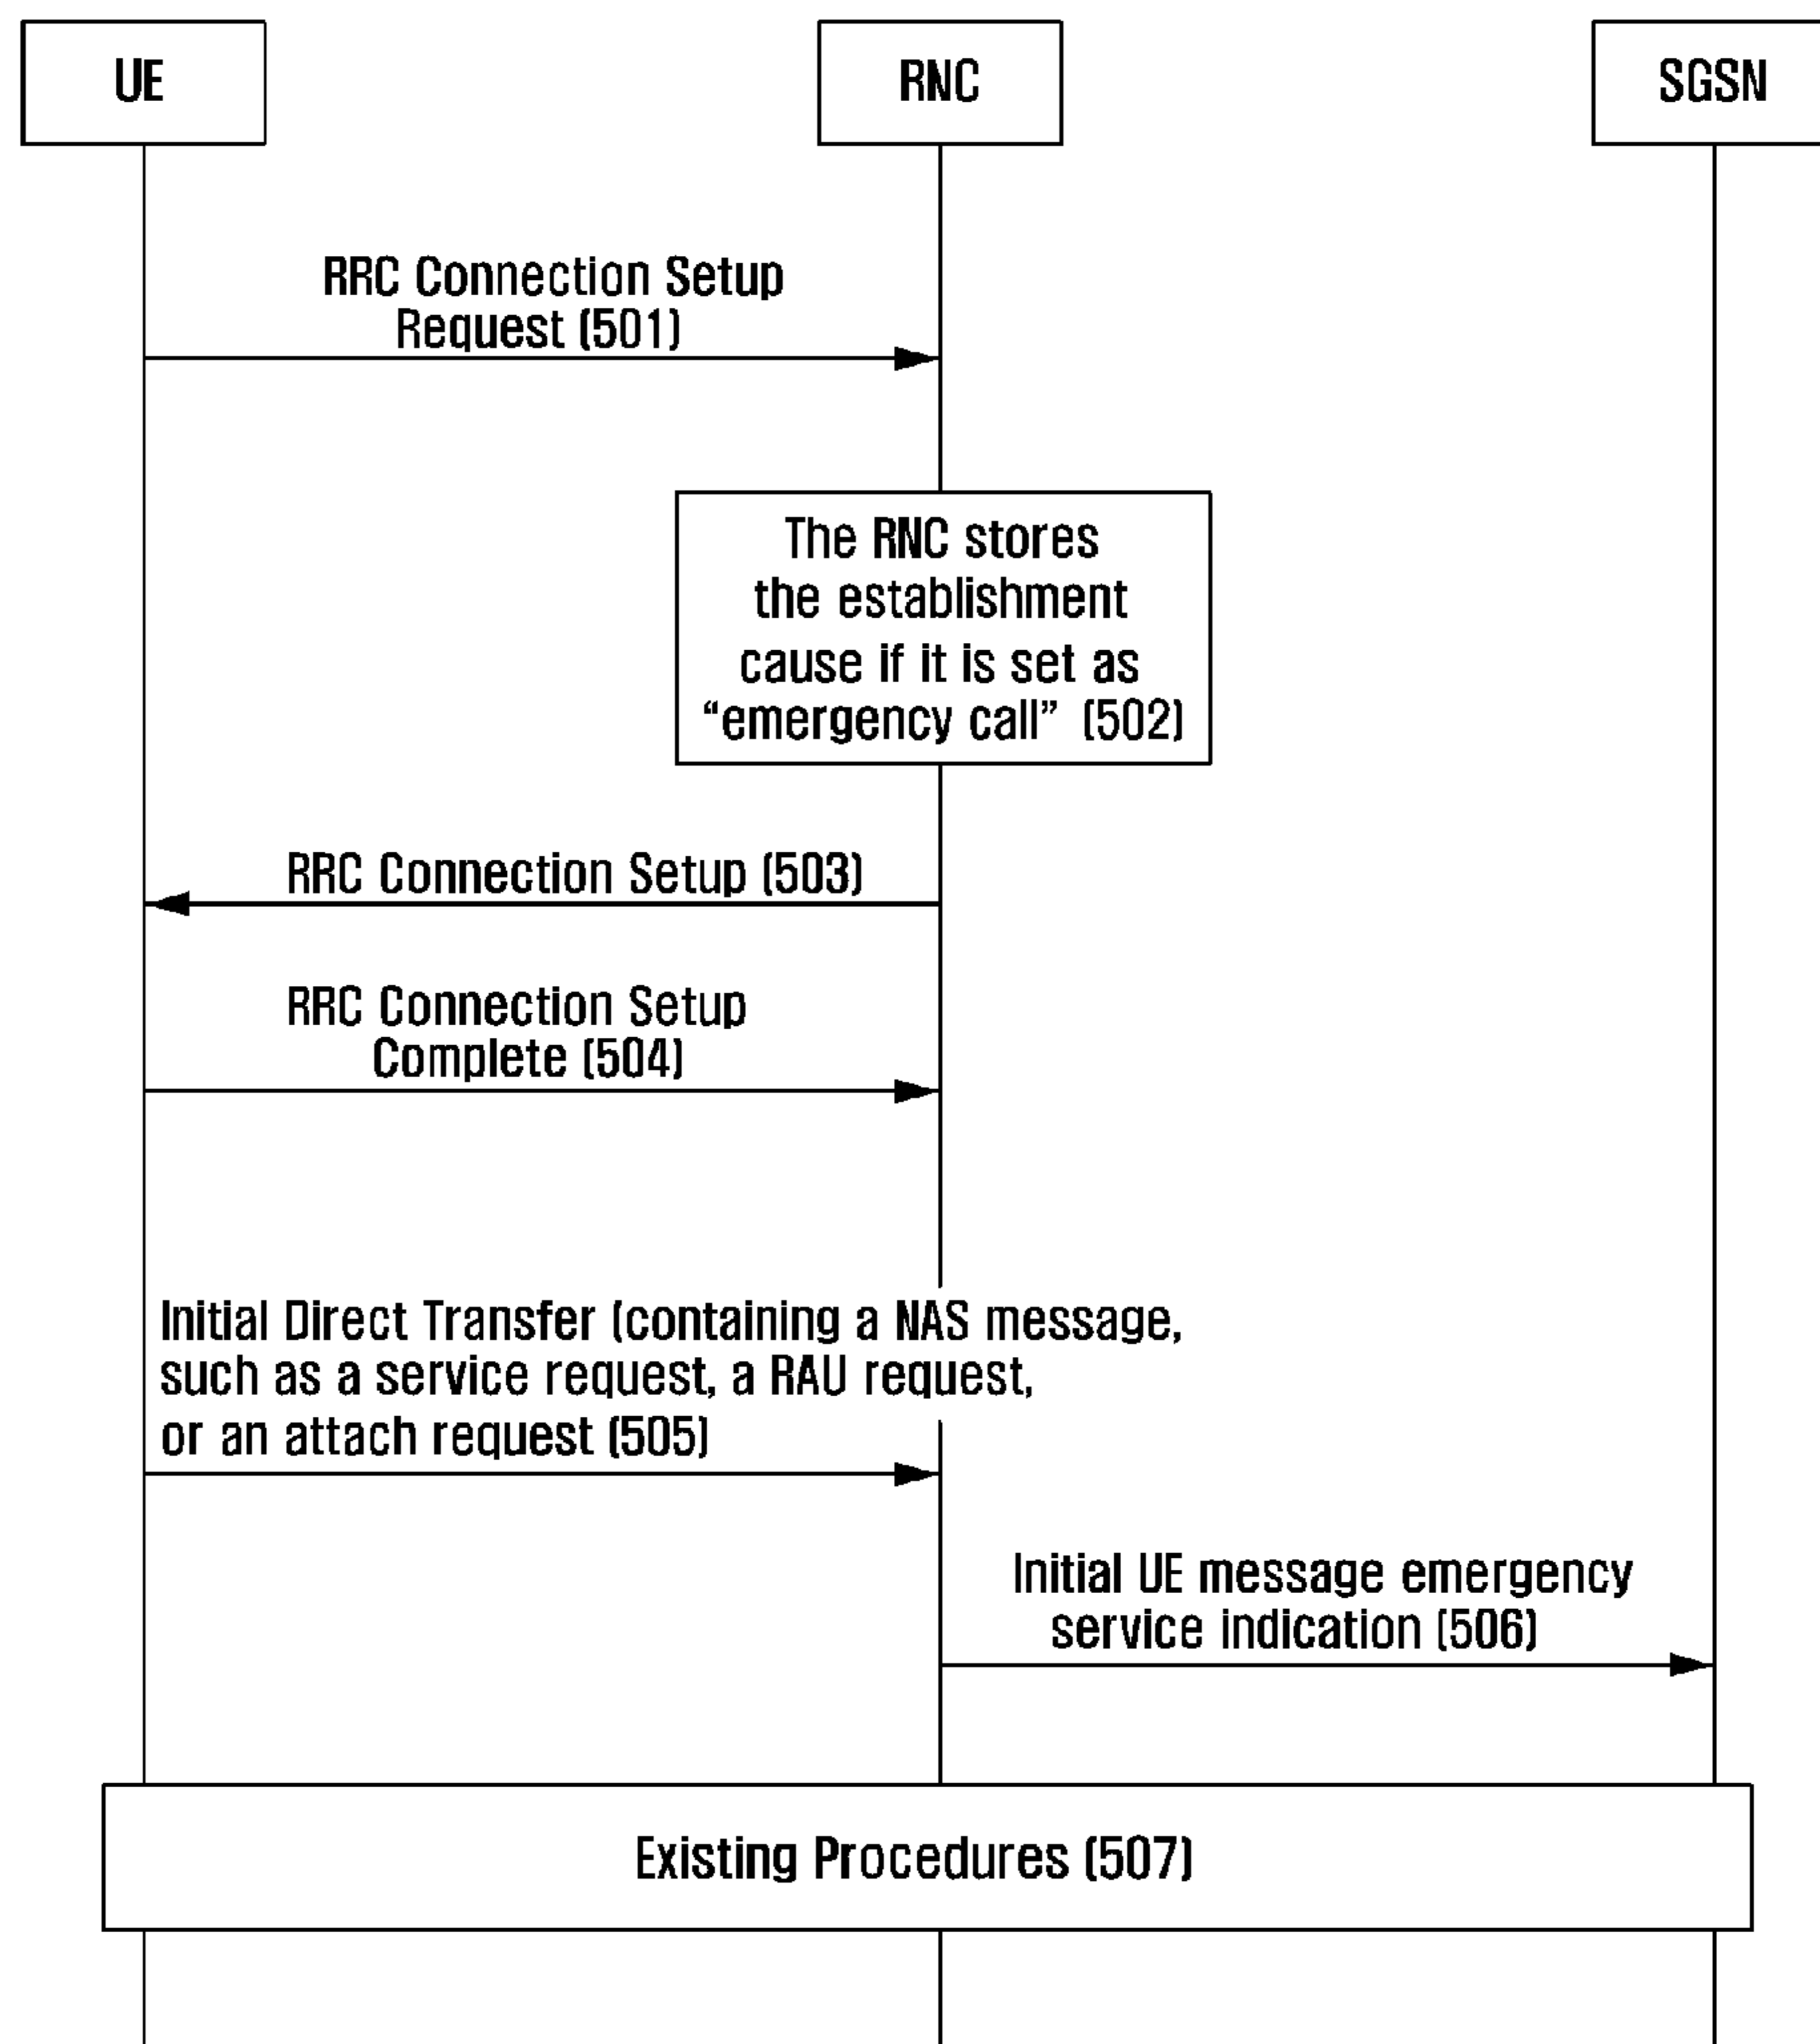 UE
RNC
SGSN
RRC Connection Setup
Request (501)
The RNC stores
the establishment
cause if it is set as
“emergency call” (502)
RRC Connection Setup (503)
RRC Connection Setup
Complete (504)
Initial Direct Transfer (containing a NAS message,
such as a service request, a RAU request,
or an attach request (505)
Initial UE message emergency
service indication (506)
Existing Procedures (507)